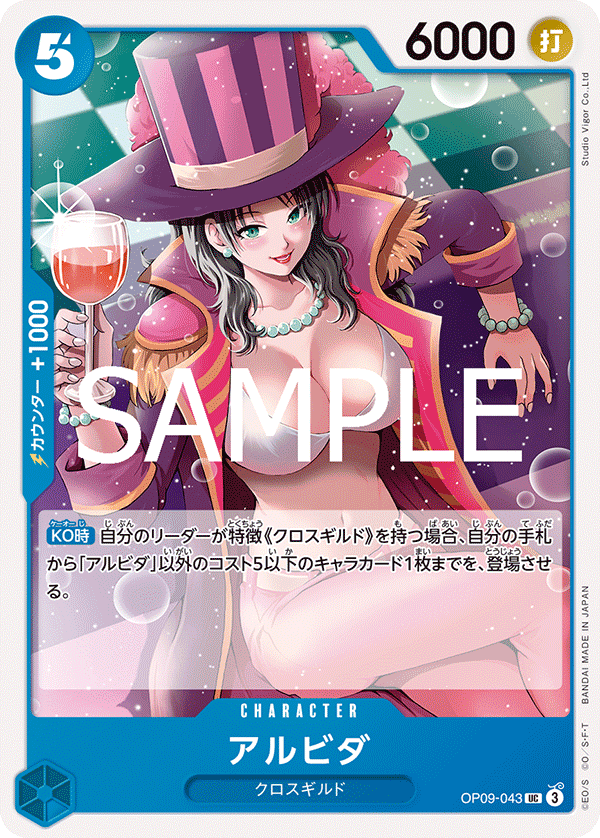 5
6000
打
Studio Vigor Co.,Ltd
カウンター +1000
SAMPLE
KO時 自分のリーダーが特徴《クロスギルド》を持つ場合、自分の手札
から「アルビダ」以外のコスト5以下のキャラカード1枚までを、登場させ
る。
CHARACTER
アルビダ
クロスギルド
OP09-043 UC 3
©EO/S ©O/S・F・T BANDAI MADE IN JAPAN